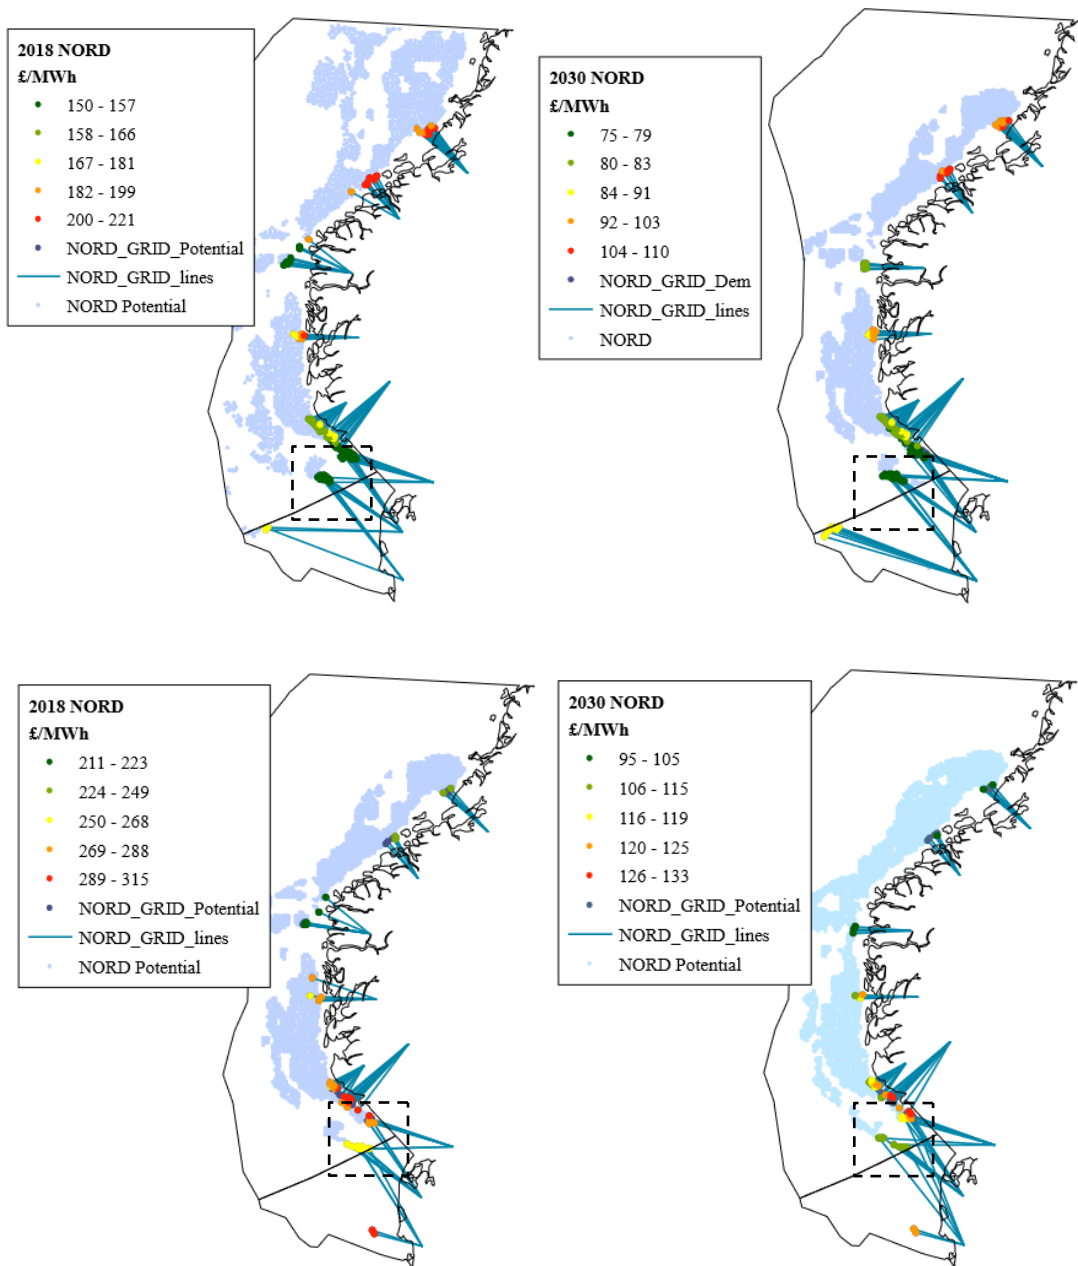 2018 NORD
£/MWh
150 - 157
158 - 166
167 - 181
182 - 199
200 - 221
NORD_GRID_Potential
NORD_GRID_lines
NORD Potential
2030 NORD
£/MWh
75 - 79
80 - 83
84 - 91
92 - 103
104 - 110
NORD_GRID_Dem
NORD_GRID_lines
NORD
2018 NORD
£/MWh
211 - 223
224 - 249
250 - 268
269 - 288
289 - 315
NORD_GRID_Potential
NORD_GRID_lines
NORD Potential
2030 NORD
£/MWh
95 - 105
106 - 115
116 - 119
120 - 125
126 - 133
NORD_GRID_Potential
NORD_GRID_lines
NORD Potential